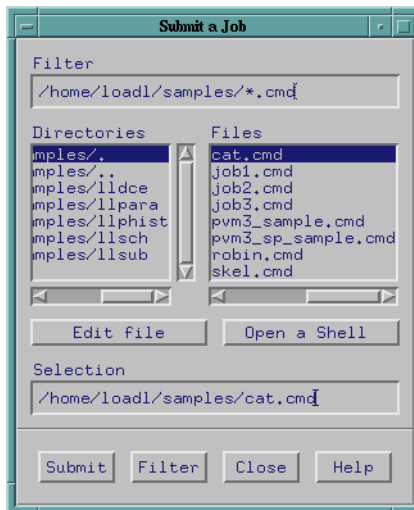 Submit a Job
Filter
/home/loadl/samples/*.cmd
Directories
mples/.
mples/..
mples/lldce
mples/llpara
mples/llphist
mples/llsch
mples/llsub
Files
cat.cmd
job1.cmd
job2.cmd
job3.cmd
pvm3_sample.cmd
pvm3_sp_sample.cmd
robin.cmd
skel.cmd
Edit file
Open a Shell
Selection
/home/loadl/samples/cat.cmd
Submit
Filter
Close
Help